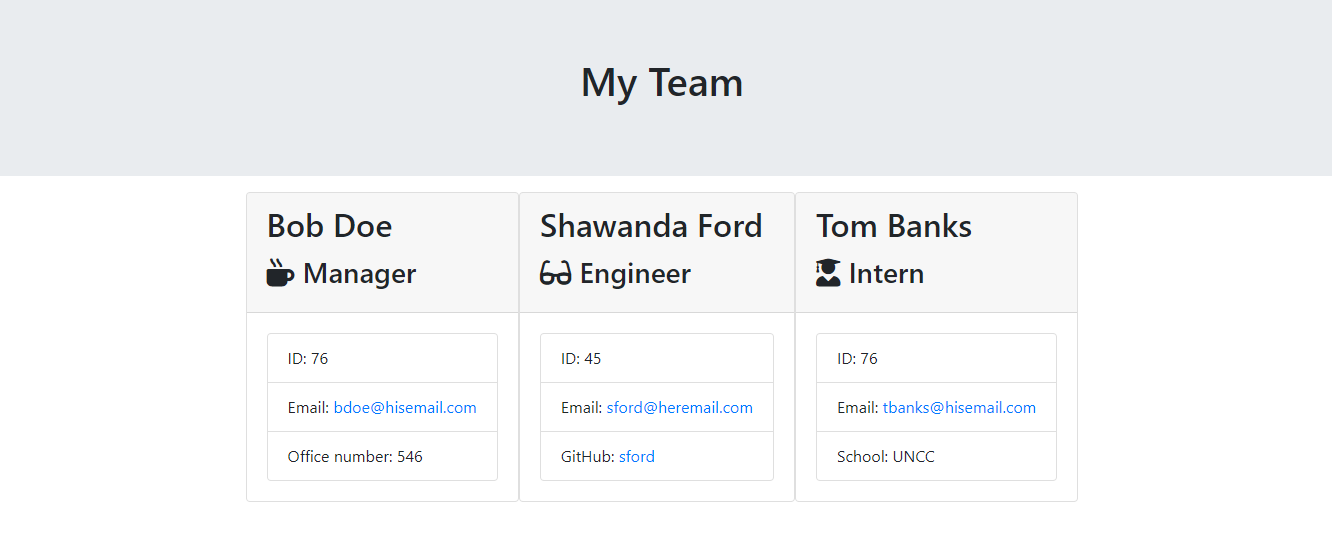 My Team
Bob Doe
Manager
ID: 76
Email: bdoe@hisemail.com
Office number: 546
Shawanda Ford
Engineer
ID: 45
Email: sford@heremail.com
GitHub: sford
Tom Banks
Intern
ID: 76
Email: tbanks@hisemail.com
School: UNCC